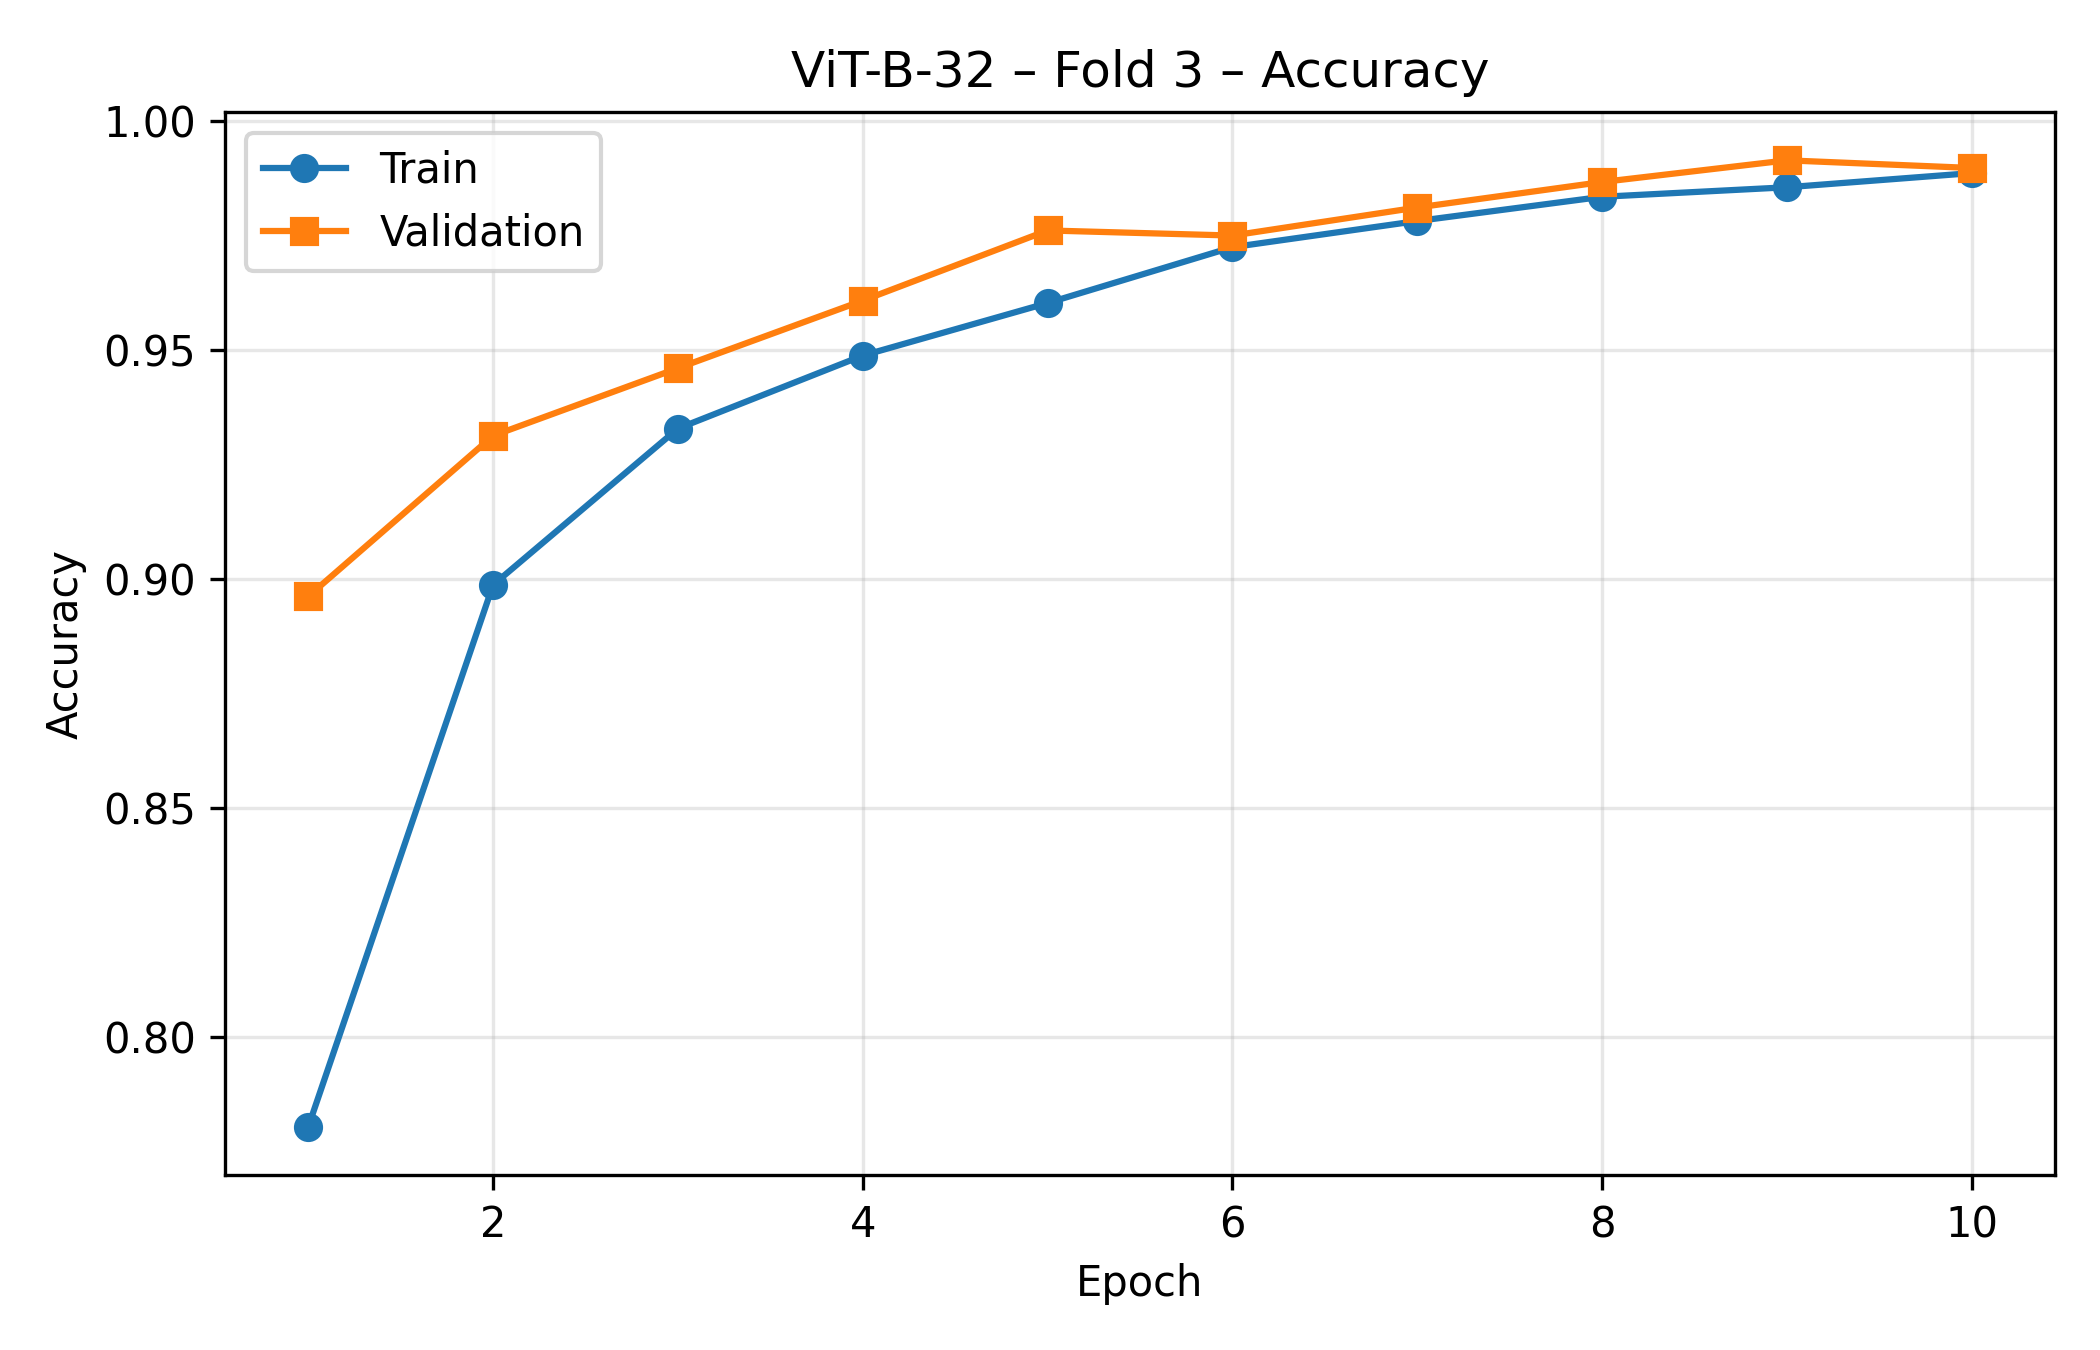 ViT-B-32 – Fold 3 – Accuracy
Train
Validation
Accuracy
1.00
0.95
0.90
0.85
0.80
2 4 6 8 10
Epoch